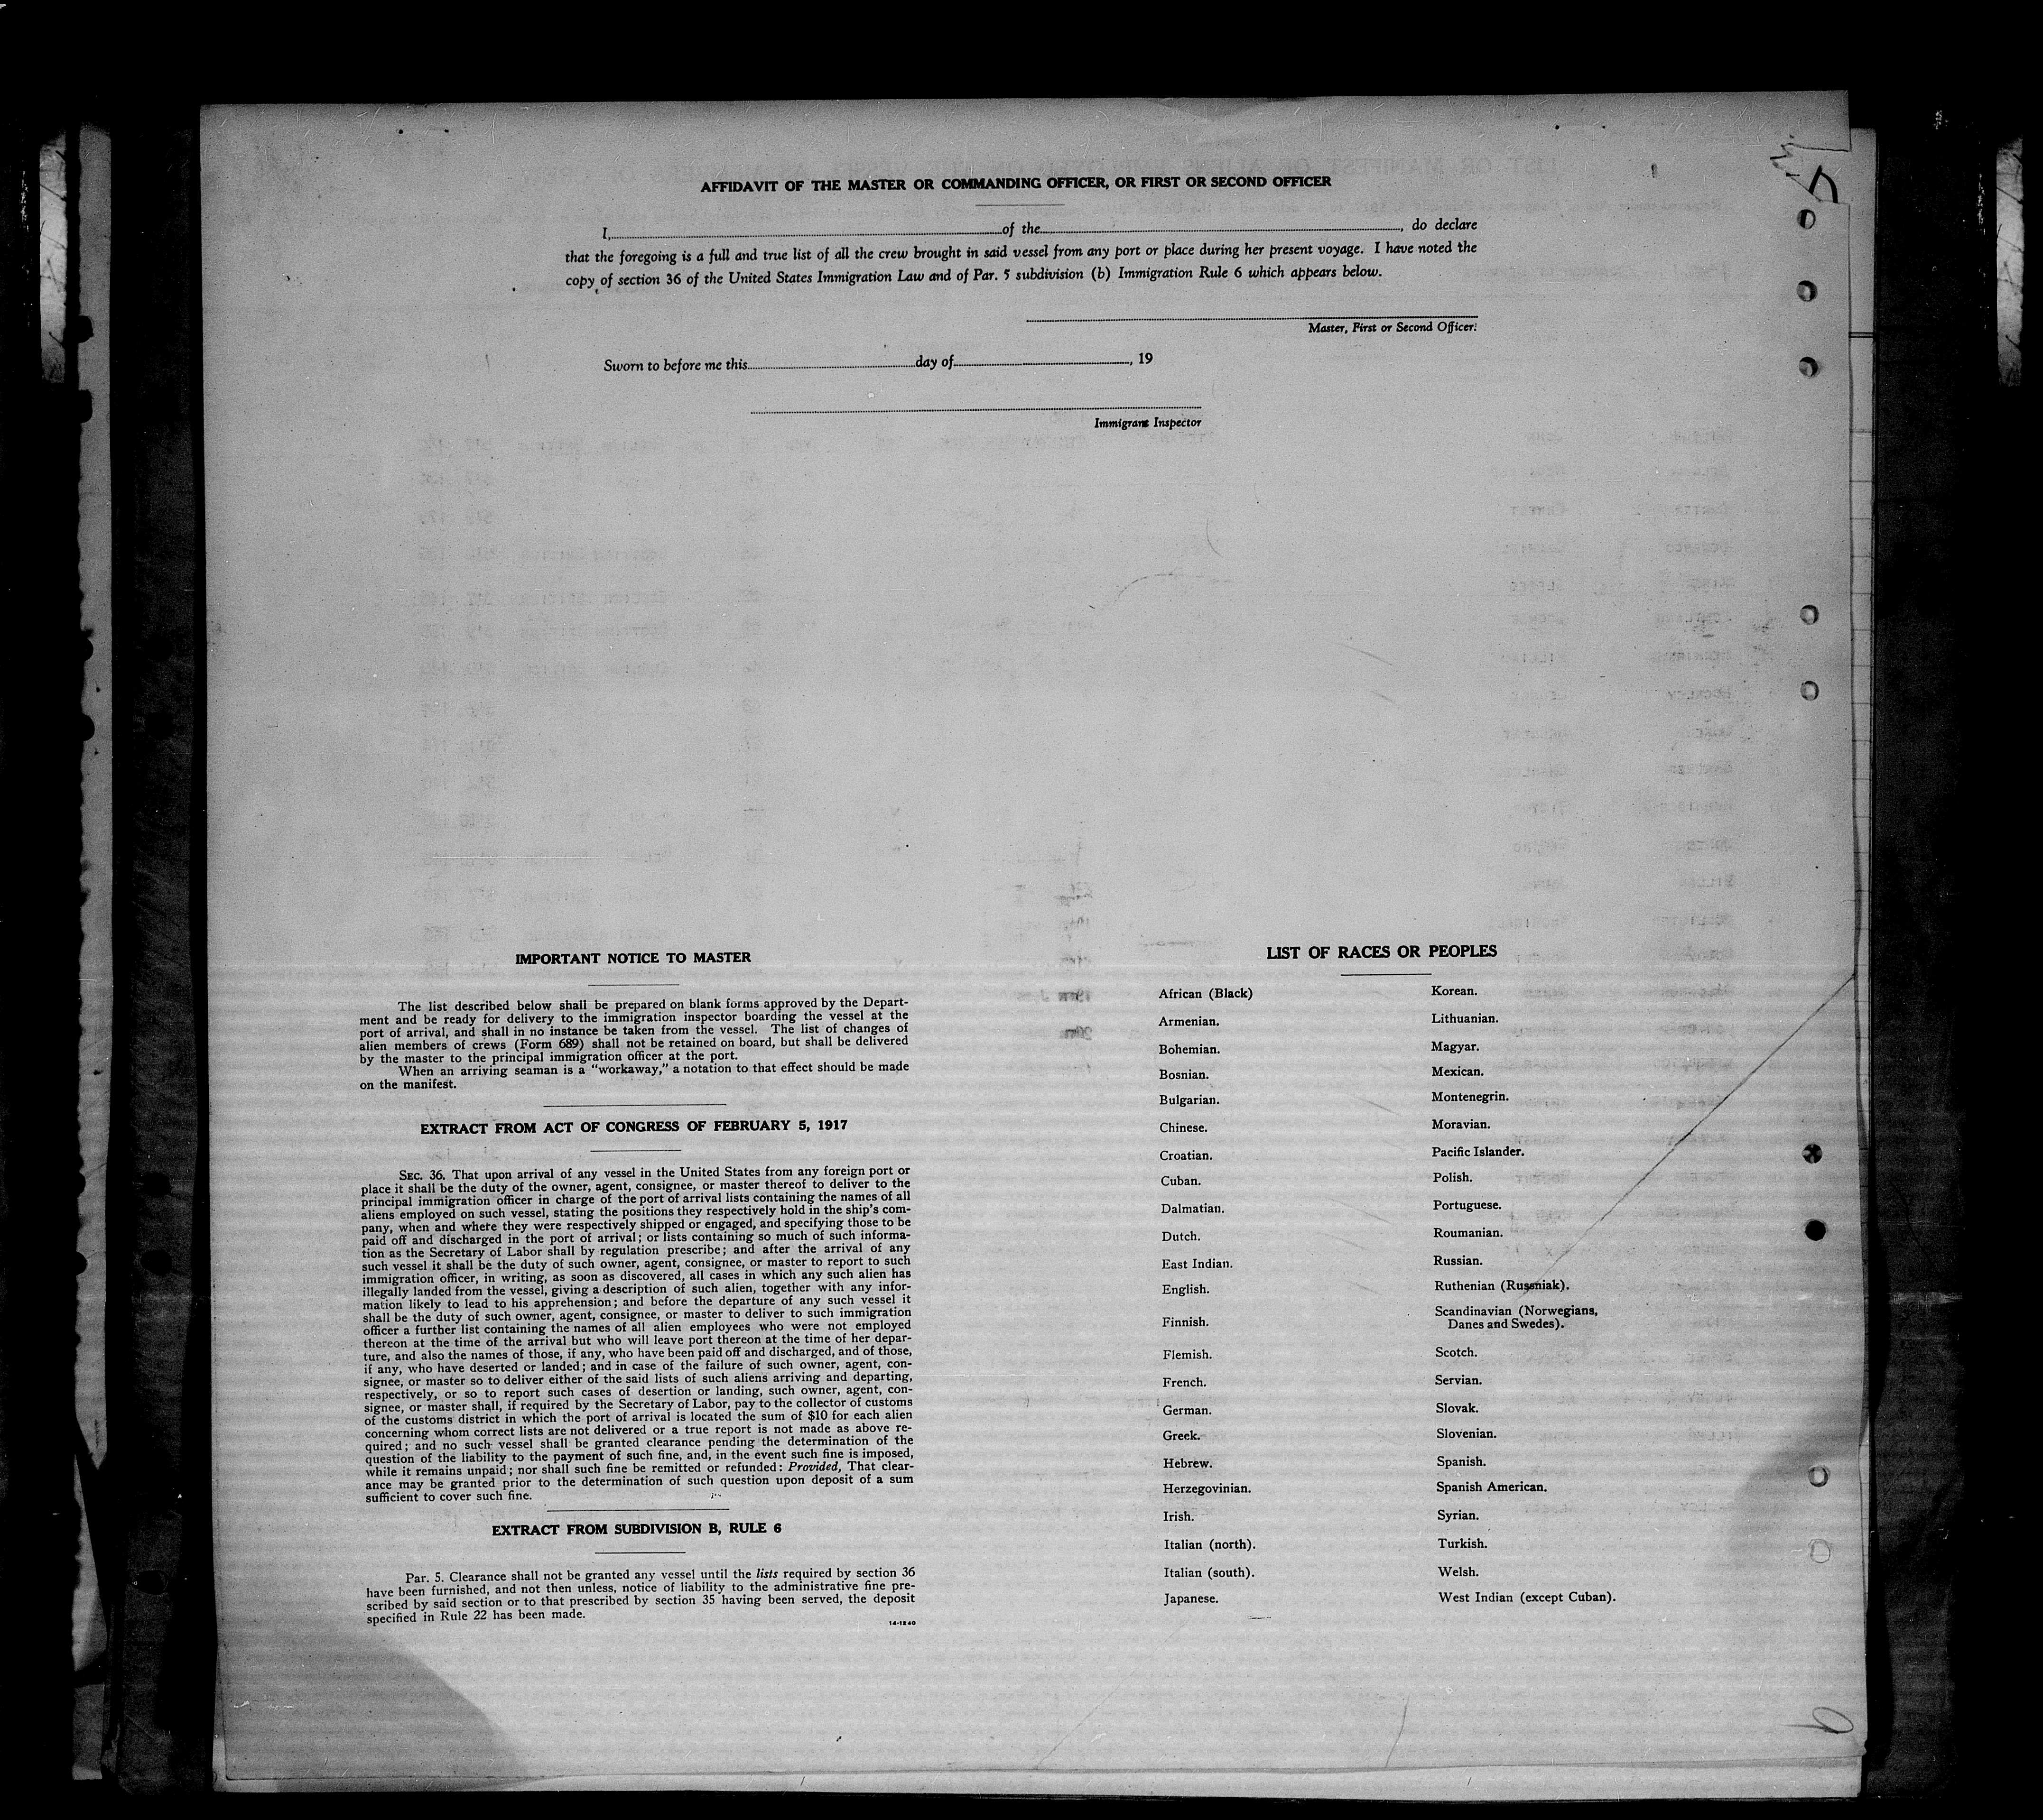 AFFIDAVIT OF THE MASTER OR COMMANDING OFFICER, OR FIRST OR SECOND OFFICER
I, of the , do declare
that the foregoing is a full and true list of all the crew brought in said vessel from any port or place during her present voyage. I have noted the
copy of section 36 of the United States Immigration Law and of Par. 5 subdivision (b) Immigration Rule 6 which appears below.
Master, First or Second Officer.
Sworn to before me this day of , 19
Immigrant Inspector
IMPORTANT NOTICE TO MASTER
The list described below shall be prepared on blank forms approved by the Depart-
ment and be ready for delivery to the immigration inspector boarding the vessel at the
port of arrival, and shall in no instance be taken from the vessel. The list of changes of
alien members of crews (Form 689) shall not be retained on board, but shall be delivered
by the master to the principal immigration officer at the port.
When an arriving seaman is a "workaway," a notation to that effect should be made
on the manifest.
EXTRACT FROM ACT OF CONGRESS OF FEBRUARY 5, 1917
SEC. 36. That upon arrival of any vessel in the United States from any foreign port or
place it shall be the duty of the owner, agent, consignee, or master thereof to deliver to the
principal immigration officer in charge of the port of arrival lists containing the names of all
aliens employed on such vessel, stating the positions they respectively hold in the ship's com-
pany, when and where they were respectively shipped or engaged, and specifying those to be
paid off and discharged in the port of arrival; or lists containing so much of such informa-
tion as the Secretary of Labor shall by regulation prescribe; and after the arrival of any
such vessel it shall be the duty of such owner, agent, consignee, or master to report to such
immigration officer, in writing, as soon as discovered, all cases in which any such alien has
illegally landed from the vessel, giving a description of such alien, together with any infor-
mation likely to lead to his apprehension; and before the departure of any such vessel it
shall be the duty of such owner, agent, consignee, or master to deliver to such immigration
officer a further list containing the names of all alien employees who were not employed
thereon at the time of the arrival but who will leave port thereon at the time of her depar-
ture, and also the names of those, if any, who have been paid off and discharged, and of those,
if any, who have deserted or landed; and in case of the failure of such owner, agent, con-
signee, or master so to deliver either of the said lists of such aliens arriving and departing,
respectively, or so to report such cases of desertion or landing, such owner, agent, con-
signee, or master shall, if required by the Secretary of Labor, pay to the collector of customs
of the customs district in which the port of arrival is located the sum of $10 for each alien
concerning whom correct lists are not delivered or a true report is not made as above re-
quired; and no such vessel shall be granted clearance pending the determination of the
question of the liability to the payment of such fine, and, in the event such fine is imposed,
while it remains unpaid; nor shall such fine be remitted or refunded: Provided, That clear-
ance may be granted prior to the determination of such question upon deposit of a sum
sufficient to cover such fine.
EXTRACT FROM SUBDIVISION B, RULE 6
Par. 5. Clearance shall not be granted any vessel until the lists required by section 36
have been furnished, and not then unless, notice of liability to the administrative fine pre-
scribed by said section or to that prescribed by section 35 having been served, the deposit
specified in Rule 22 has been made.
14-1240
LIST OF RACES OR PEOPLES
African (Black)
Armenian.
Bohemian.
Bosnian.
Bulgarian.
Chinese.
Croatian.
Cuban.
Dalmatian.
Dutch.
East Indian.
English.
Finnish.
Flemish.
French.
German.
Greek.
Hebrew.
Herzegovinian.
Irish.
Italian (north).
Italian (south).
Japanese.
Korean.
Lithuanian.
Magyar.
Mexican.
Montenegrin.
Moravian.
Pacific Islander.
Polish.
Portuguese.
Roumanian.
Russian.
Ruthenian (Russniak).
Scandinavian (Norwegians,
Danes and Swedes).
Scotch.
Servian.
Slovak.
Slovenian.
Spanish.
Spanish American.
Syrian.
Turkish.
Welsh.
West Indian (except Cuban).